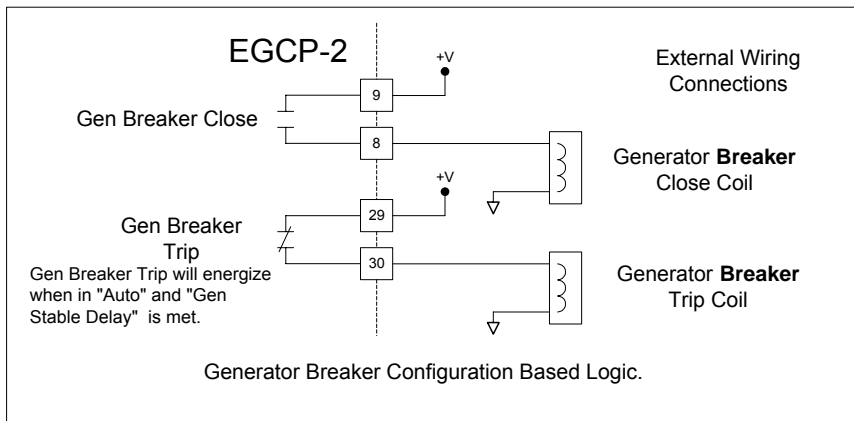 EGCP-2
+V
External Wiring
Connections
9
Gen Breaker Close
8
Generator Breaker
Close Coil
+V
29
Gen Breaker
Trip
30
Gen Breaker Trip will energize
when in "Auto" and "Gen
Stable Delay" is met.
Generator Breaker
Trip Coil
Generator Breaker Configuration Based Logic.